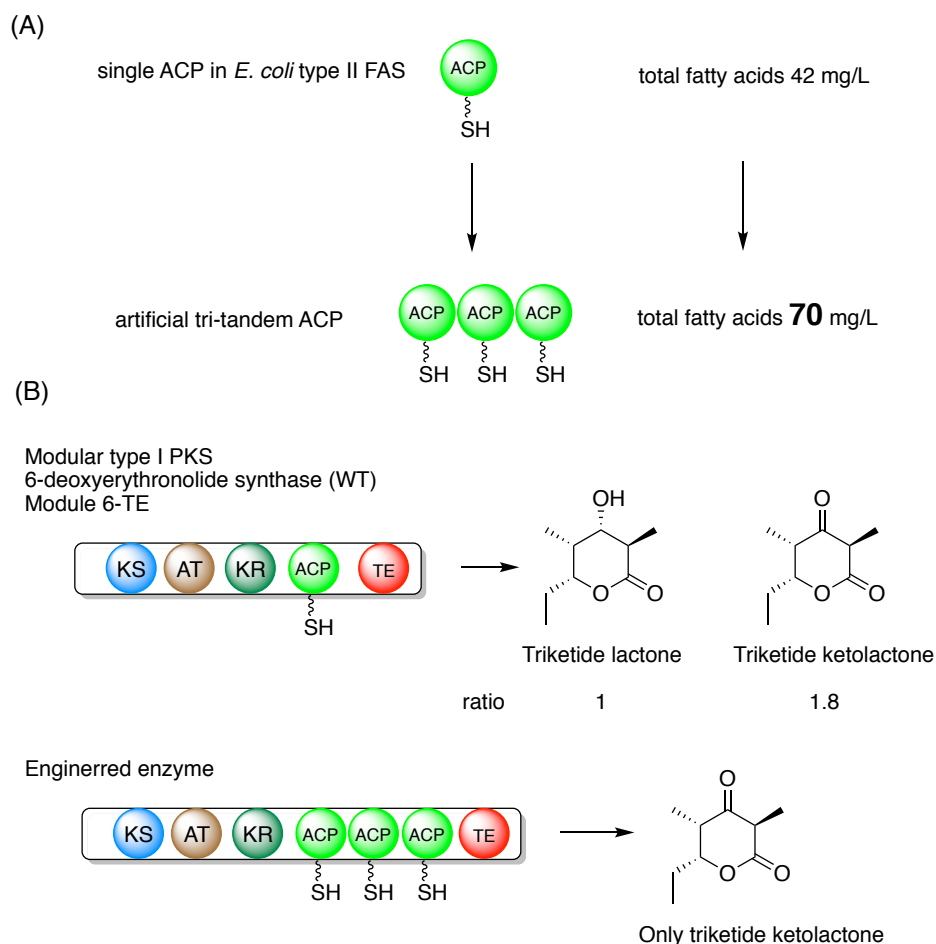 (A)
single ACP in E. coli type II FAS
ACP
SH
total fatty acids 42 mg/L
artificial tri-tandem ACP
ACP ACP ACP
SH SH SH
total fatty acids 70 mg/L
(B)
Modular type I PKS
6-deoxyerythronolide synthase (WT)
Module 6-TE
KS AT KR ACP TE
SH
OH
O O
Triketide lactone
O
O O
Triketide ketolactone
ratio 1 1.8
Enginerred enzyme
KS AT KR ACP ACP ACP TE
SH SH SH
O
O O
Only triketide ketolactone